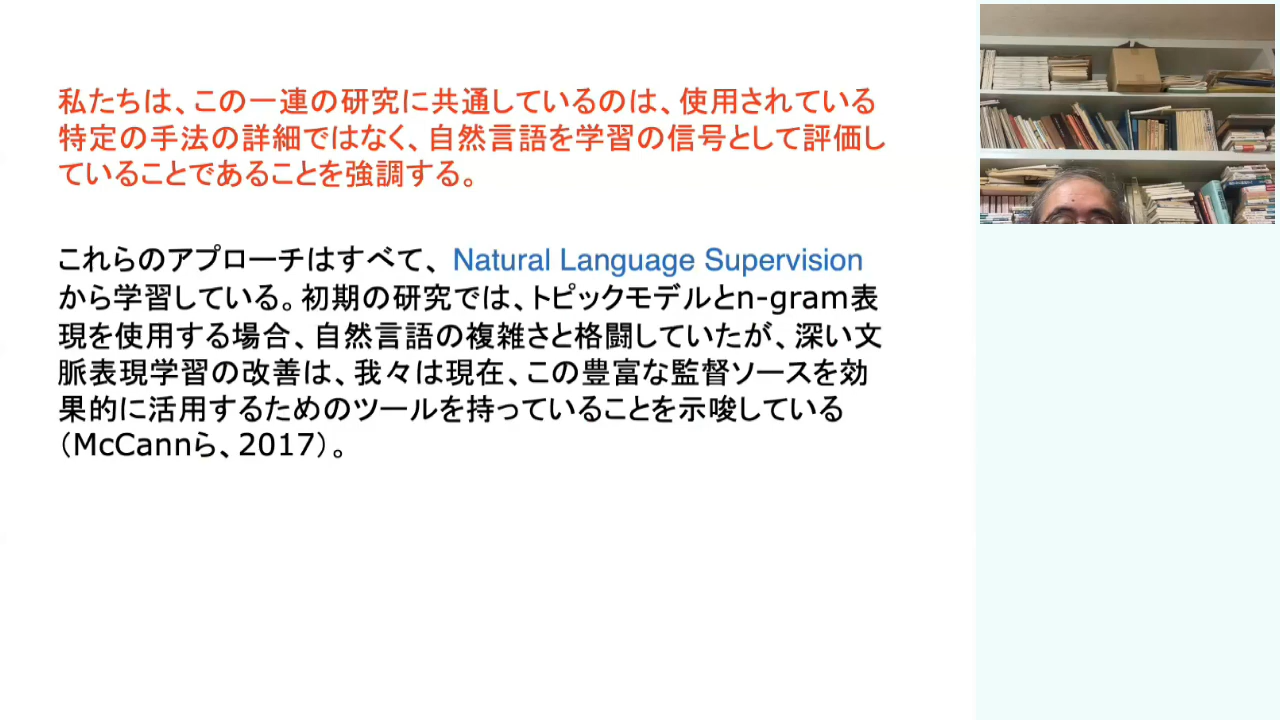 私たちは、この一連の研究に共通しているのは、使用されている
特定の手法の詳細ではなく、自然言語を学習の信号として評価し
ていることであることを強調する。
これらのアプローチはすべて、 Natural Language Supervision
から学習している。初期の研究では、トピックモデルとn-gram表
現を使用する場合、自然言語の複雑さと格闘していたが、深い文
脈表現学習の改善は、我々は現在、この豊富な監督ソースを効
果的に活用するためのツールを持っていることを示唆している
（McCannら、2017）。